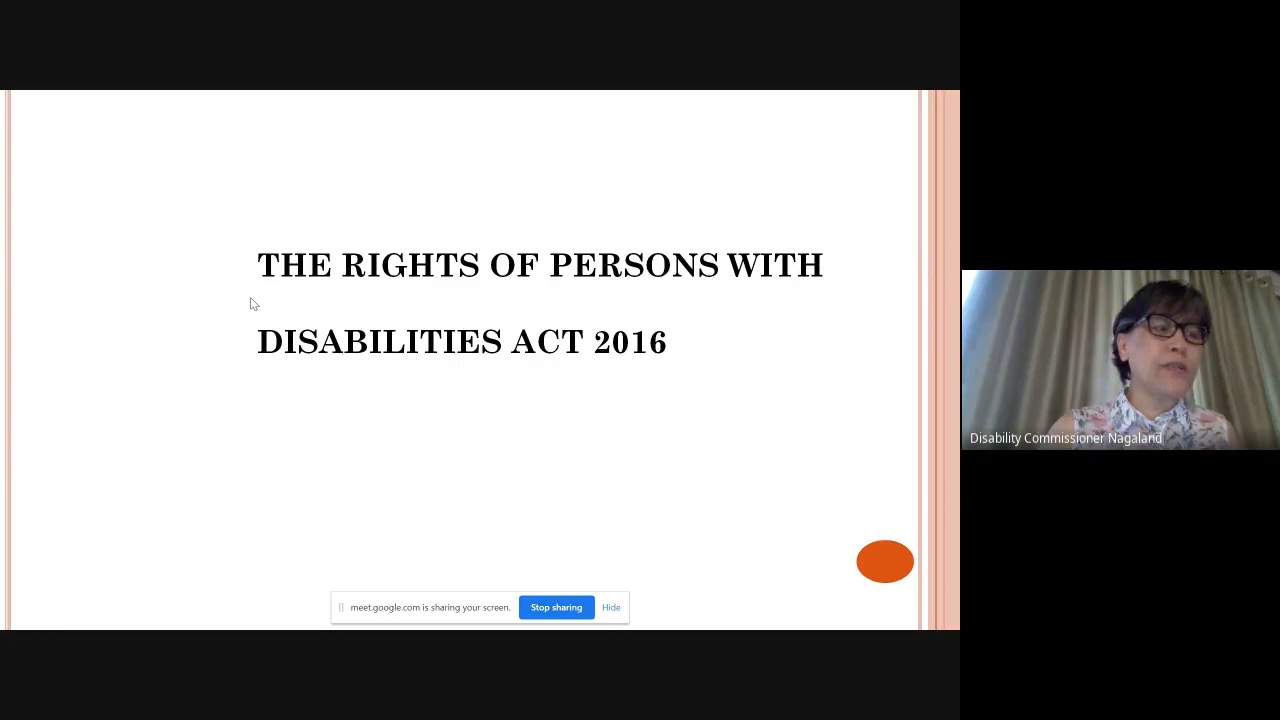 THE RIGHTS OF PERSONS WITH
DISABILITIES ACT 2016
Disability Commissioner Nagaland
meet.google.com is sharing your screen.
Stop sharing
Hide